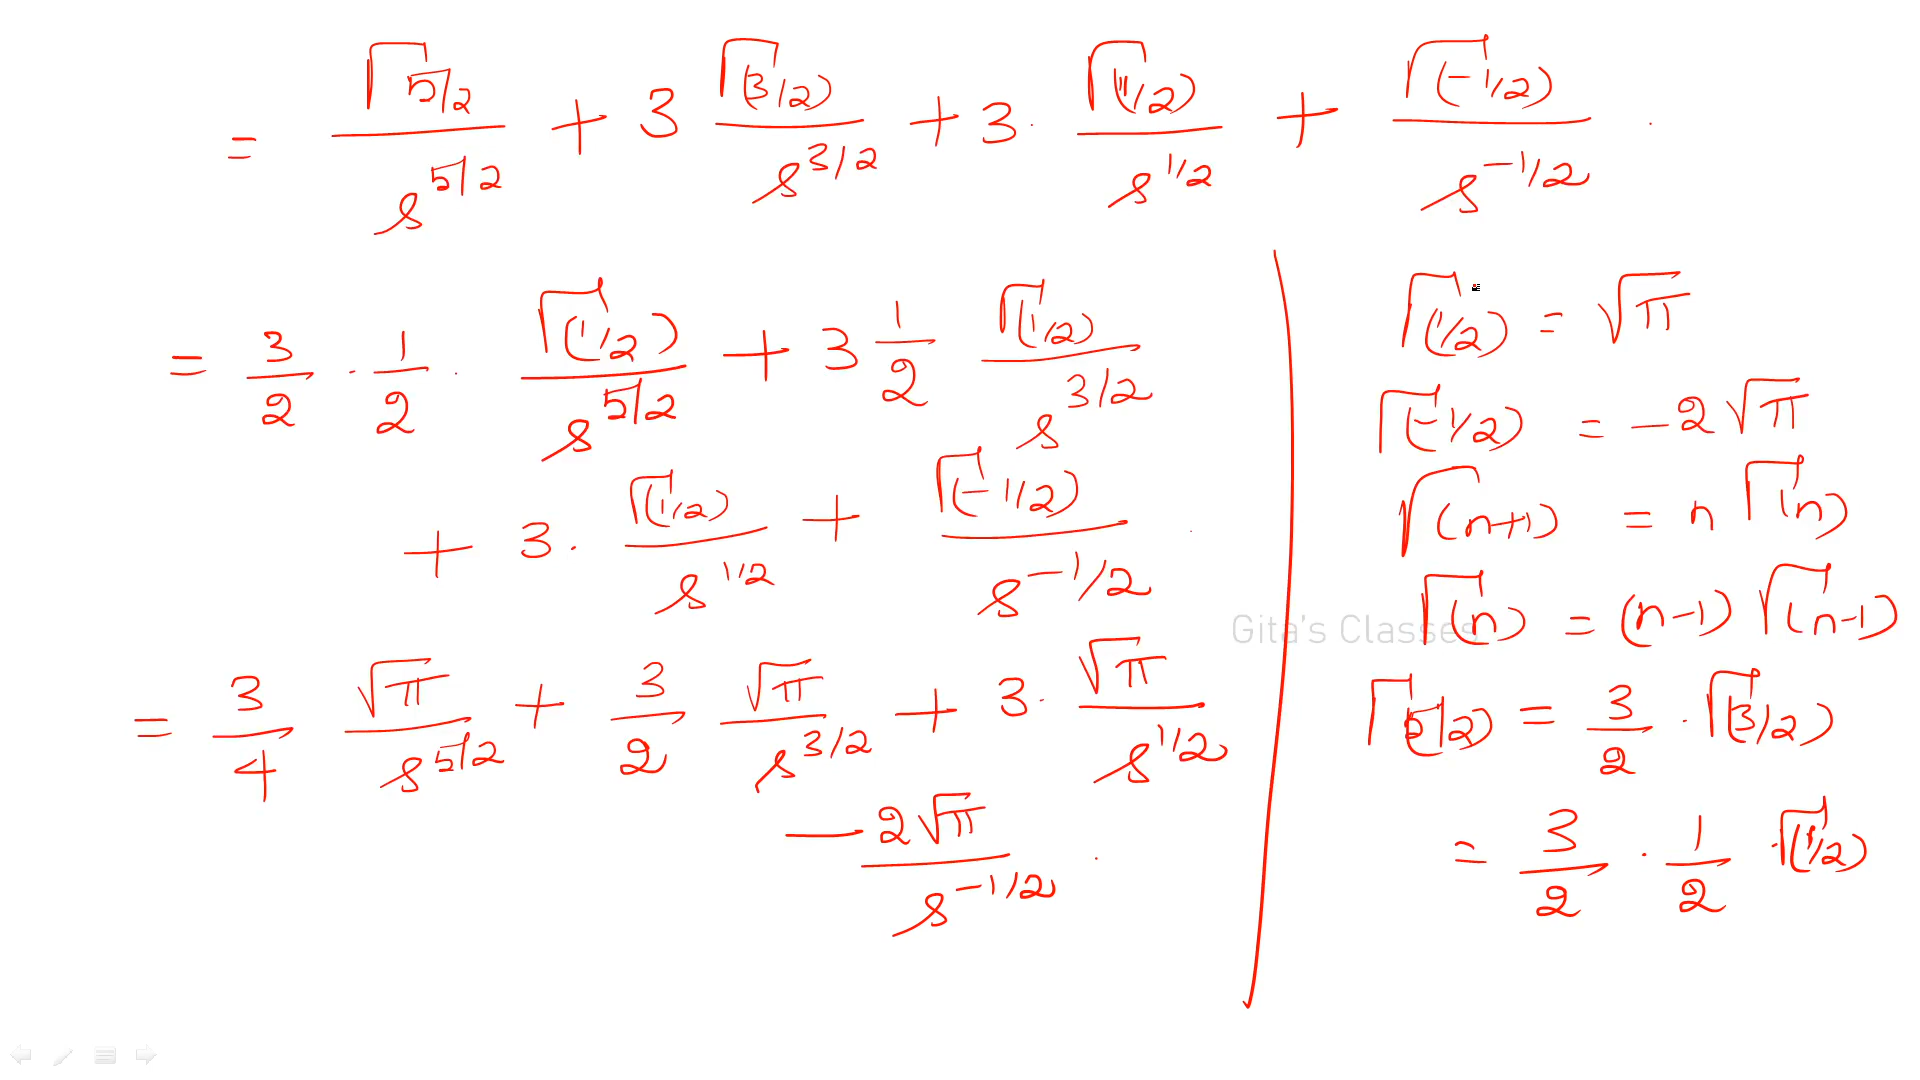 = Γ5/2 / s^5/2 + 3 Γ(3/2) / s^3/2 + 3. Γ(1/2) / s^1/2 + Γ(-1/2) / s^-1/2
= 3/2 . 1/2 . Γ(1/2) / s^5/2 + 3 1/2 Γ(1/2) / s^3/2
+ 3. Γ(1/2) / s^1/2 + Γ(-1/2) / s^-1/2
= 3/4 √π / s^5/2 + 3/2 √π / s^3/2 + 3. √π / s^1/2
- 2√π / s^-1/2
Γ(1/2) = √π
Γ(-1/2) = -2√π
Γ(n+1) = n Γ(n)
Γ(n) = (n-1) Γ(n-1)
Γ(5/2) = 3/2 . Γ(3/2)
= 3/2 . 1/2 . Γ(1/2)
Gita's Classes